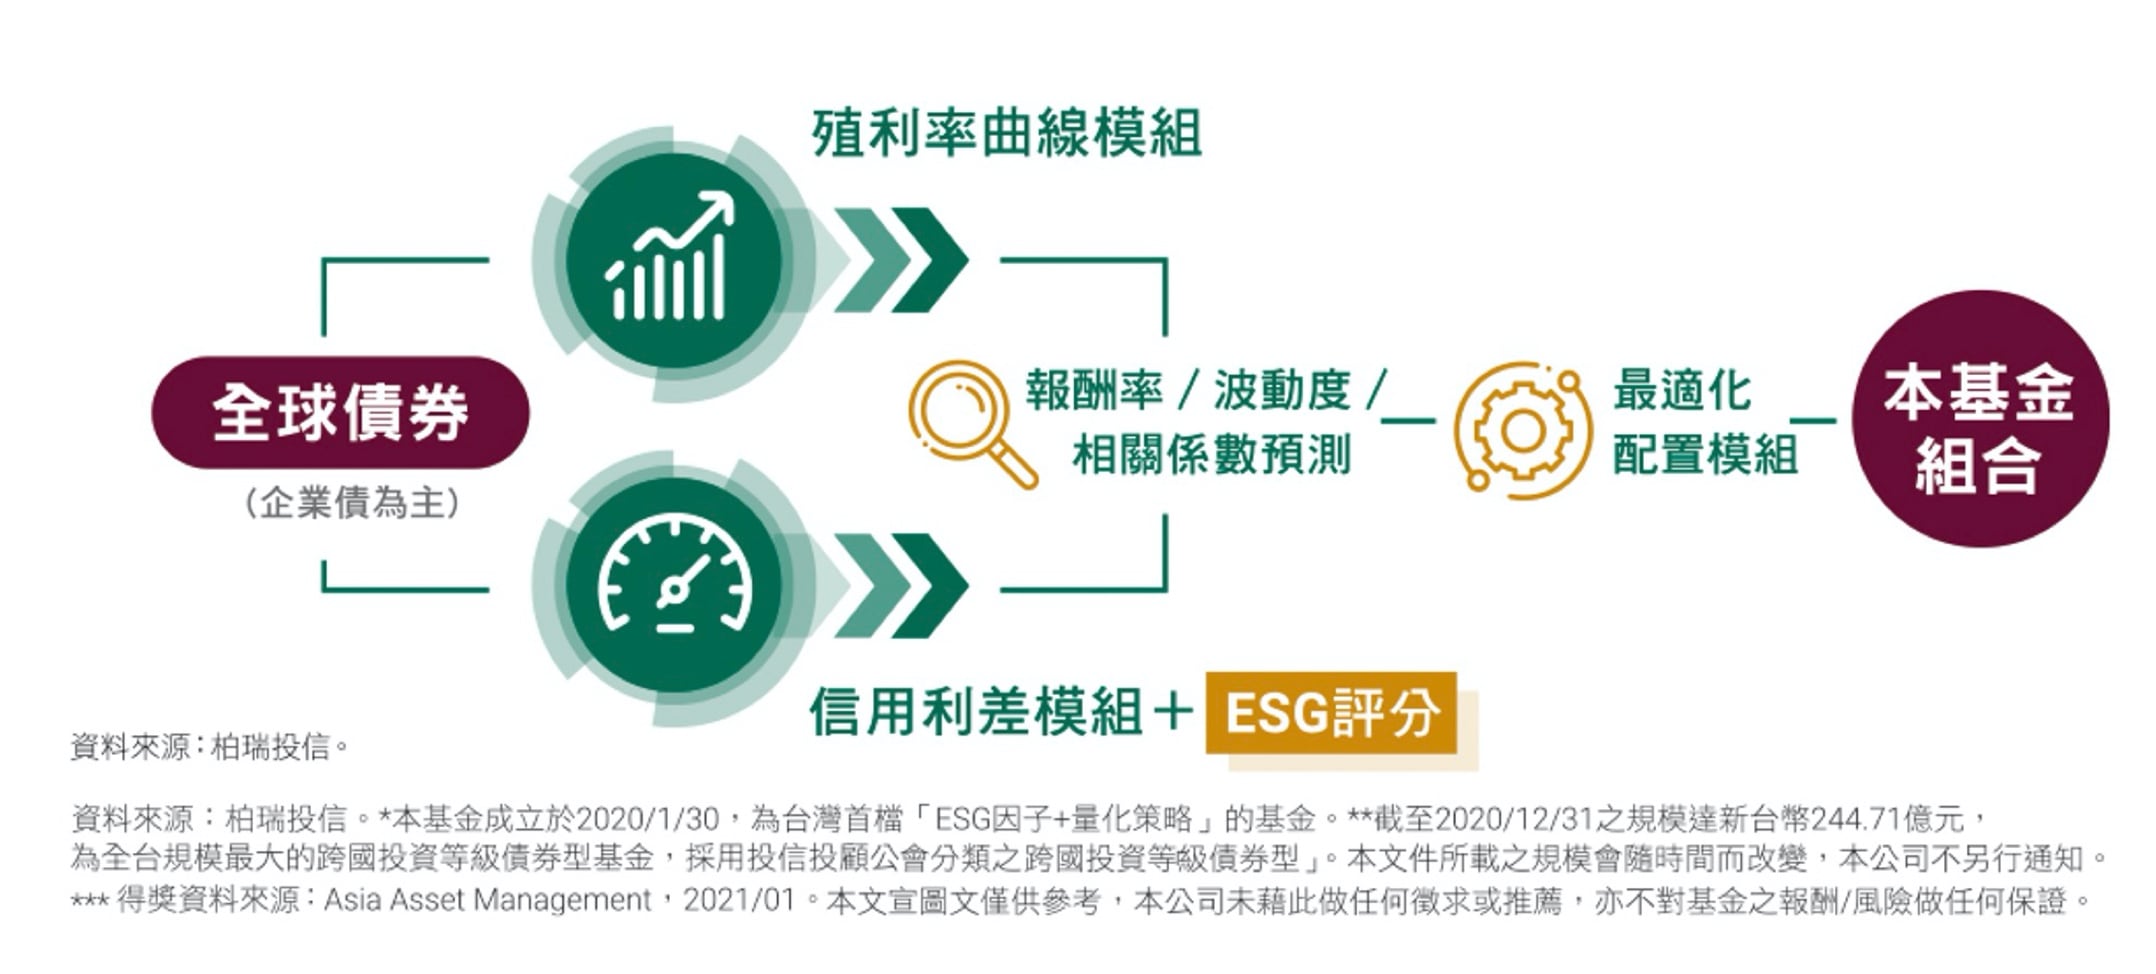 殖利率曲線模組
全球債券
(企業債為主)
報酬率 / 波動度 /
相關係數預測
最適化
配置模組
本基金
組合
信用利差模組+ ESG評分
資料來源：柏瑞投信。
資料來源：柏瑞投信。*本基金成立於2020/1/30，為台灣首檔「ESG因子+量化策略」的基金。**截至2020/12/31之規模達新台幣244.71億元，
為全台規模最大的跨國投資等級債券型基金，採用投信投顧公會分類之跨國投資等級債券型」。本文件所載之規模會隨時間而改變，本公司不另行通知。
*** 得獎資料來源：Asia Asset Management，2021/01。本文宣圖文僅供參考，本公司未藉此做任何徵求或推薦，亦不對基金之報酬/風險做任何保證。